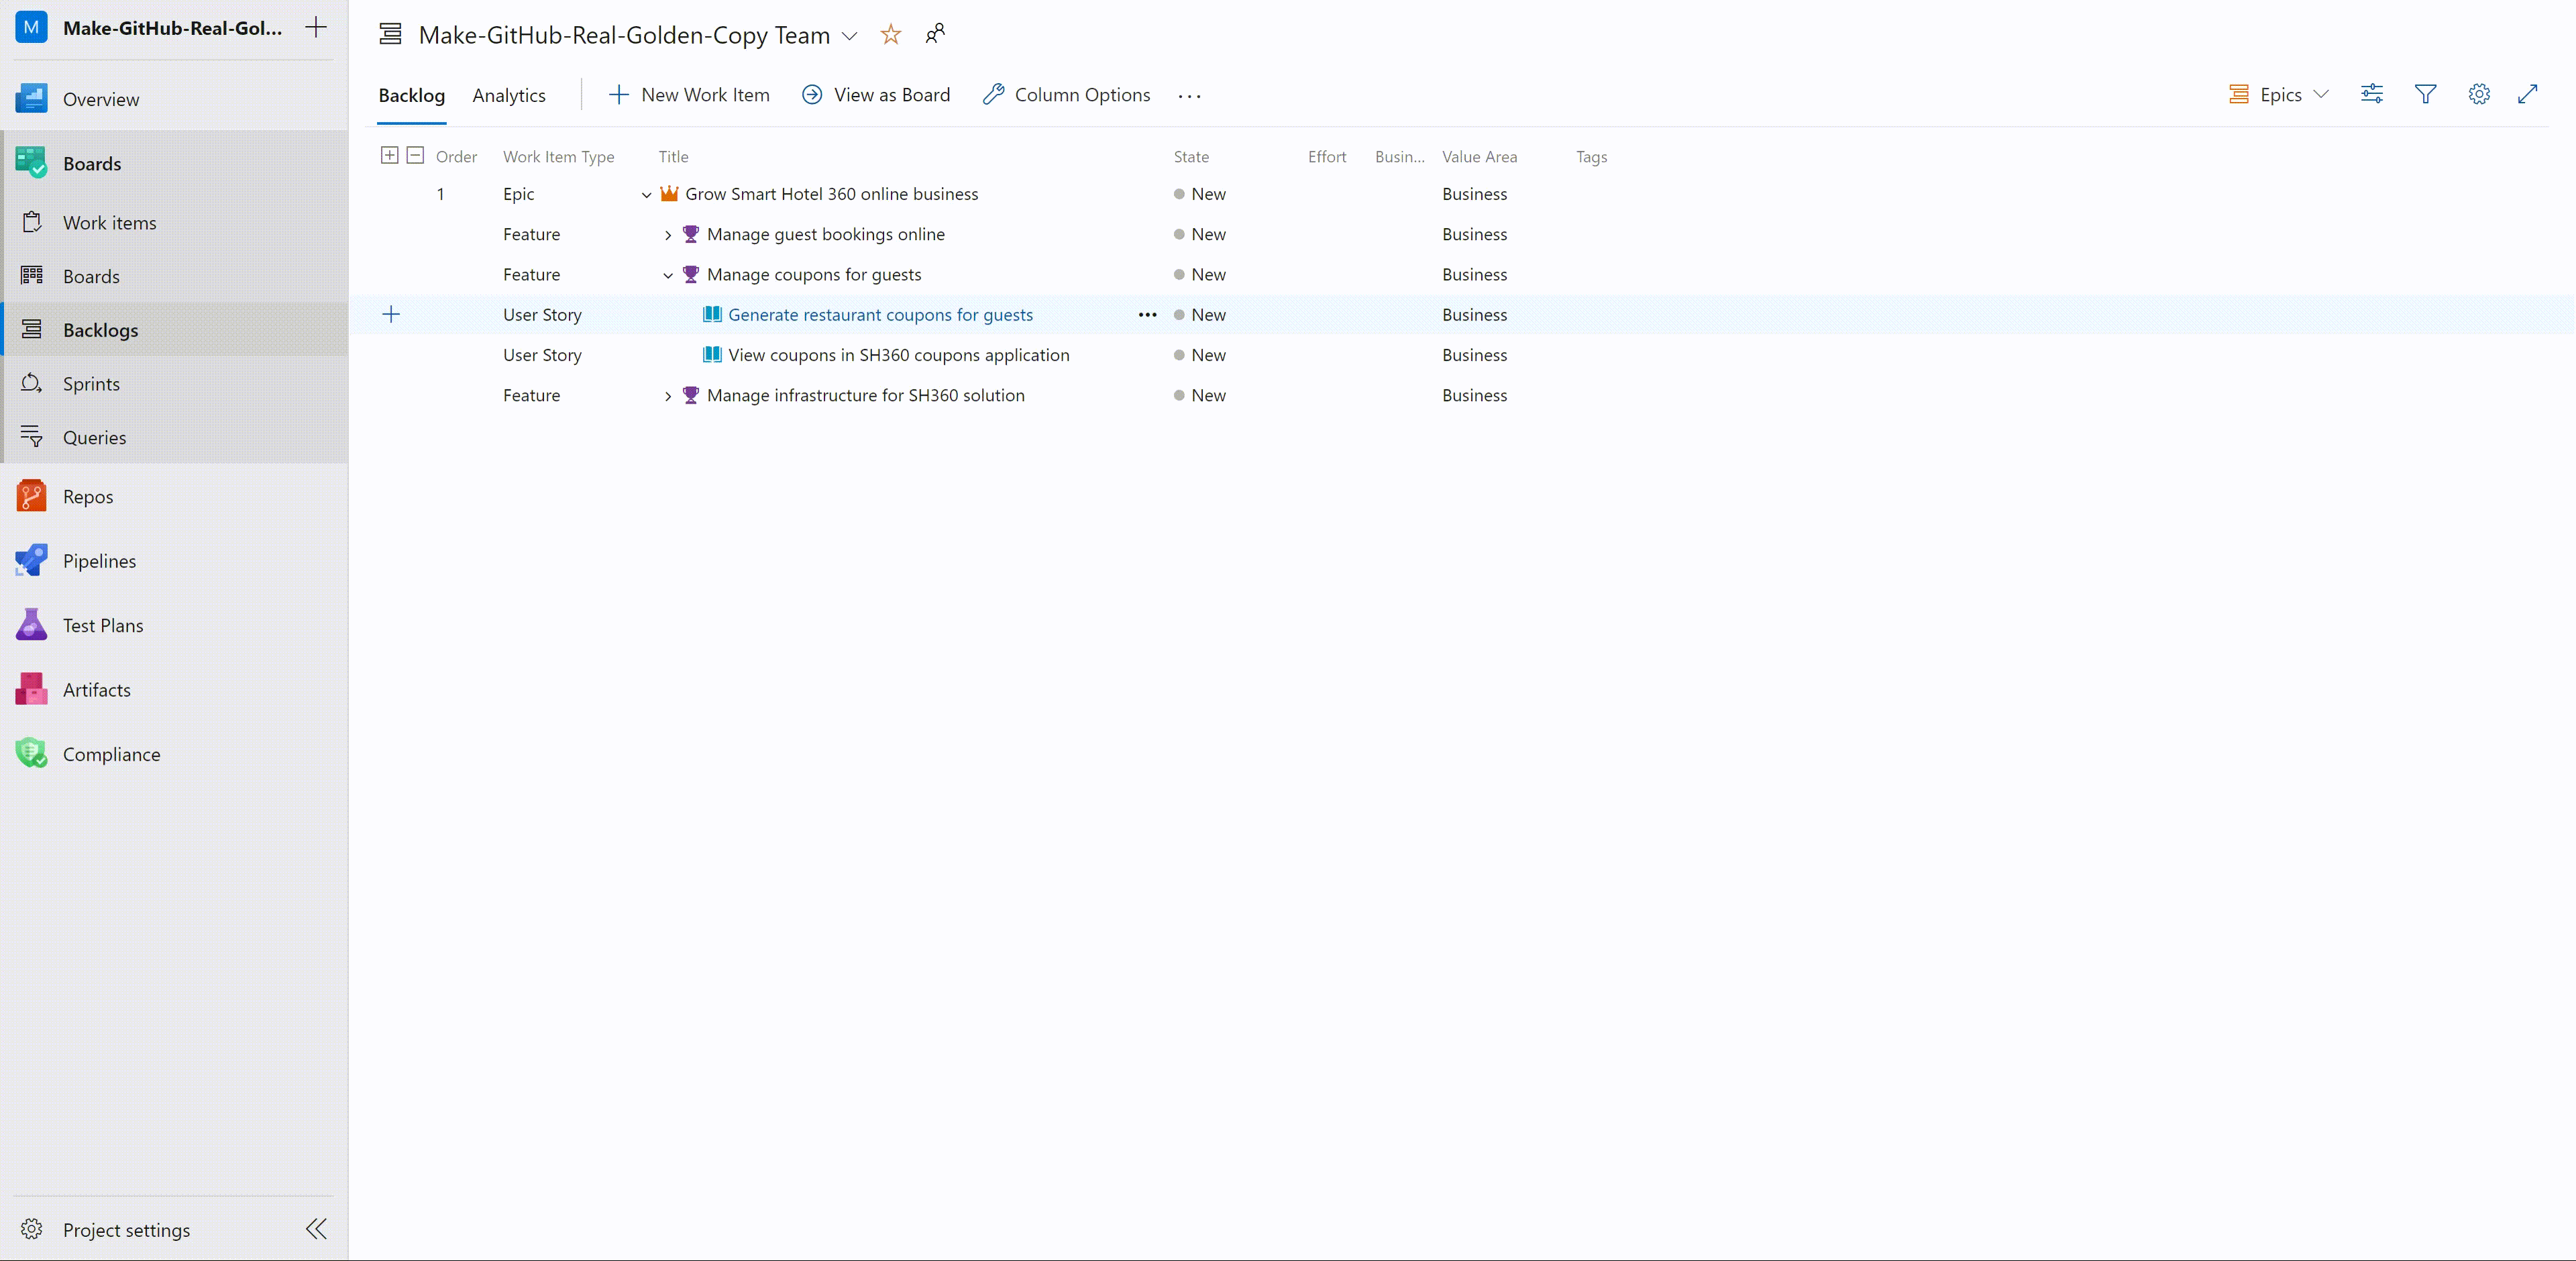 M Make-GitHub-Real-Gol...
Overview
Boards
Work items
Boards
Backlogs
Sprints
Queries
Repos
Pipelines
Test Plans
Artifacts
Compliance
Project settings
Make-GitHub-Real-Golden-Copy Team
Backlog Analytics New Work Item View as Board Column Options Epics
Order Work Item Type Title State Effort Busin... Value Area Tags
1 Epic Grow Smart Hotel 360 online business New Business
Feature Manage guest bookings online New Business
Feature Manage coupons for guests New Business
User Story Generate restaurant coupons for guests New Business
User Story View coupons in SH360 coupons application New Business
Feature Manage infrastructure for SH360 solution New Business